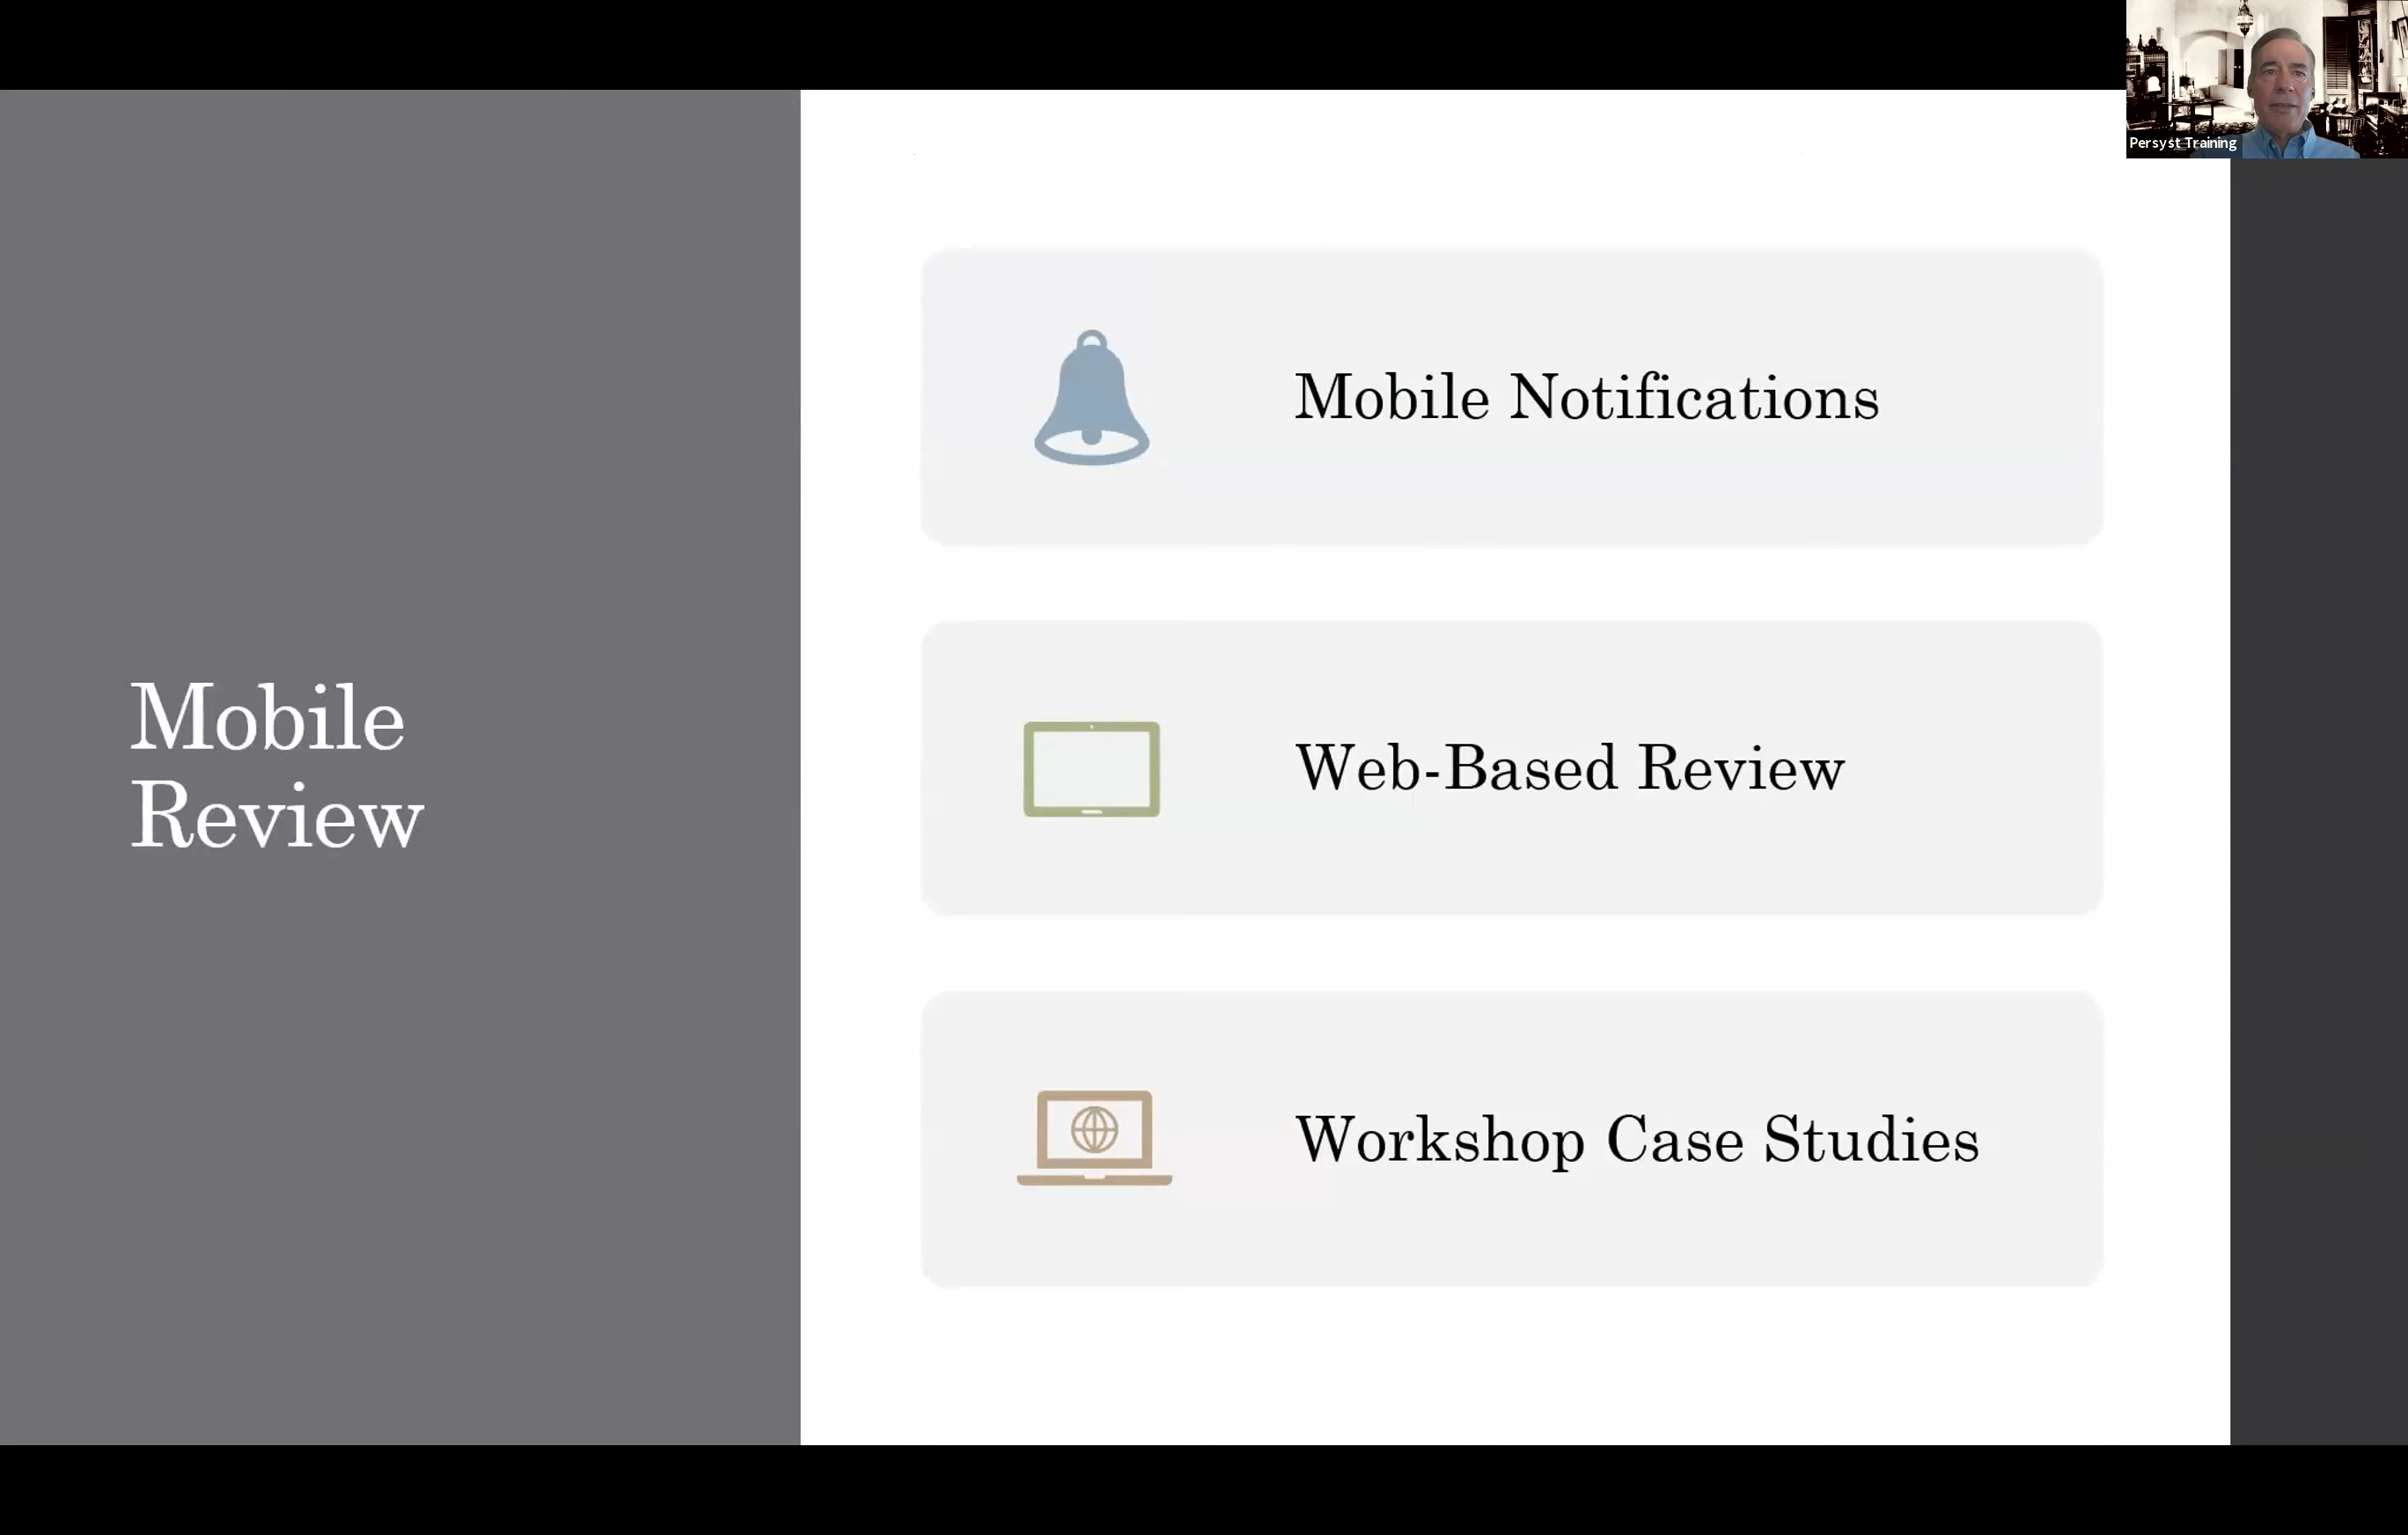 Persyst Training
Mobile
Review
Mobile Notifications
Web-Based Review
Workshop Case Studies